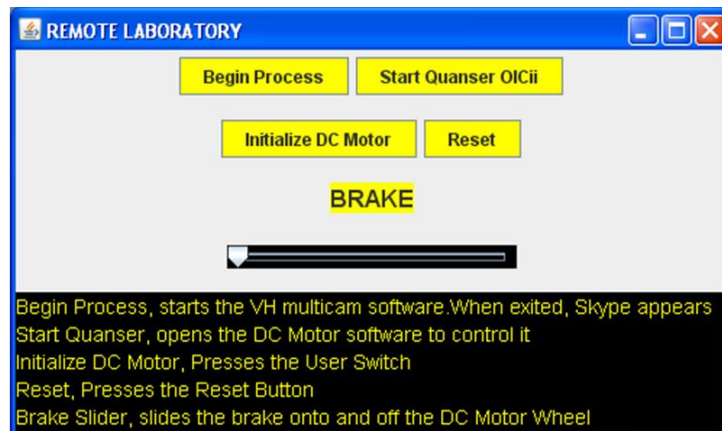 REMOTE LABORATORY
Begin Process Start Quanser OICii
Initialize DC Motor Reset
BRAKE
Begin Process, starts the VH multicam software.When exited, Skype appears
Start Quanser, opens the DC Motor software to control it
Initialize DC Motor, Presses the User Switch
Reset, Presses the Reset Button
Brake Slider, slides the brake onto and off the DC Motor Wheel